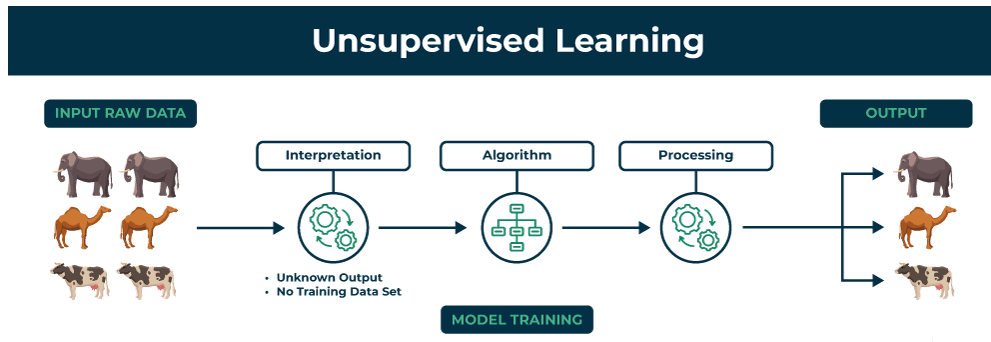 Unsupervised Learning
INPUT RAW DATA
OUTPUT
Interpretation
Algorithm
Processing
• Unknown Output
• No Training Data Set
MODEL TRAINING